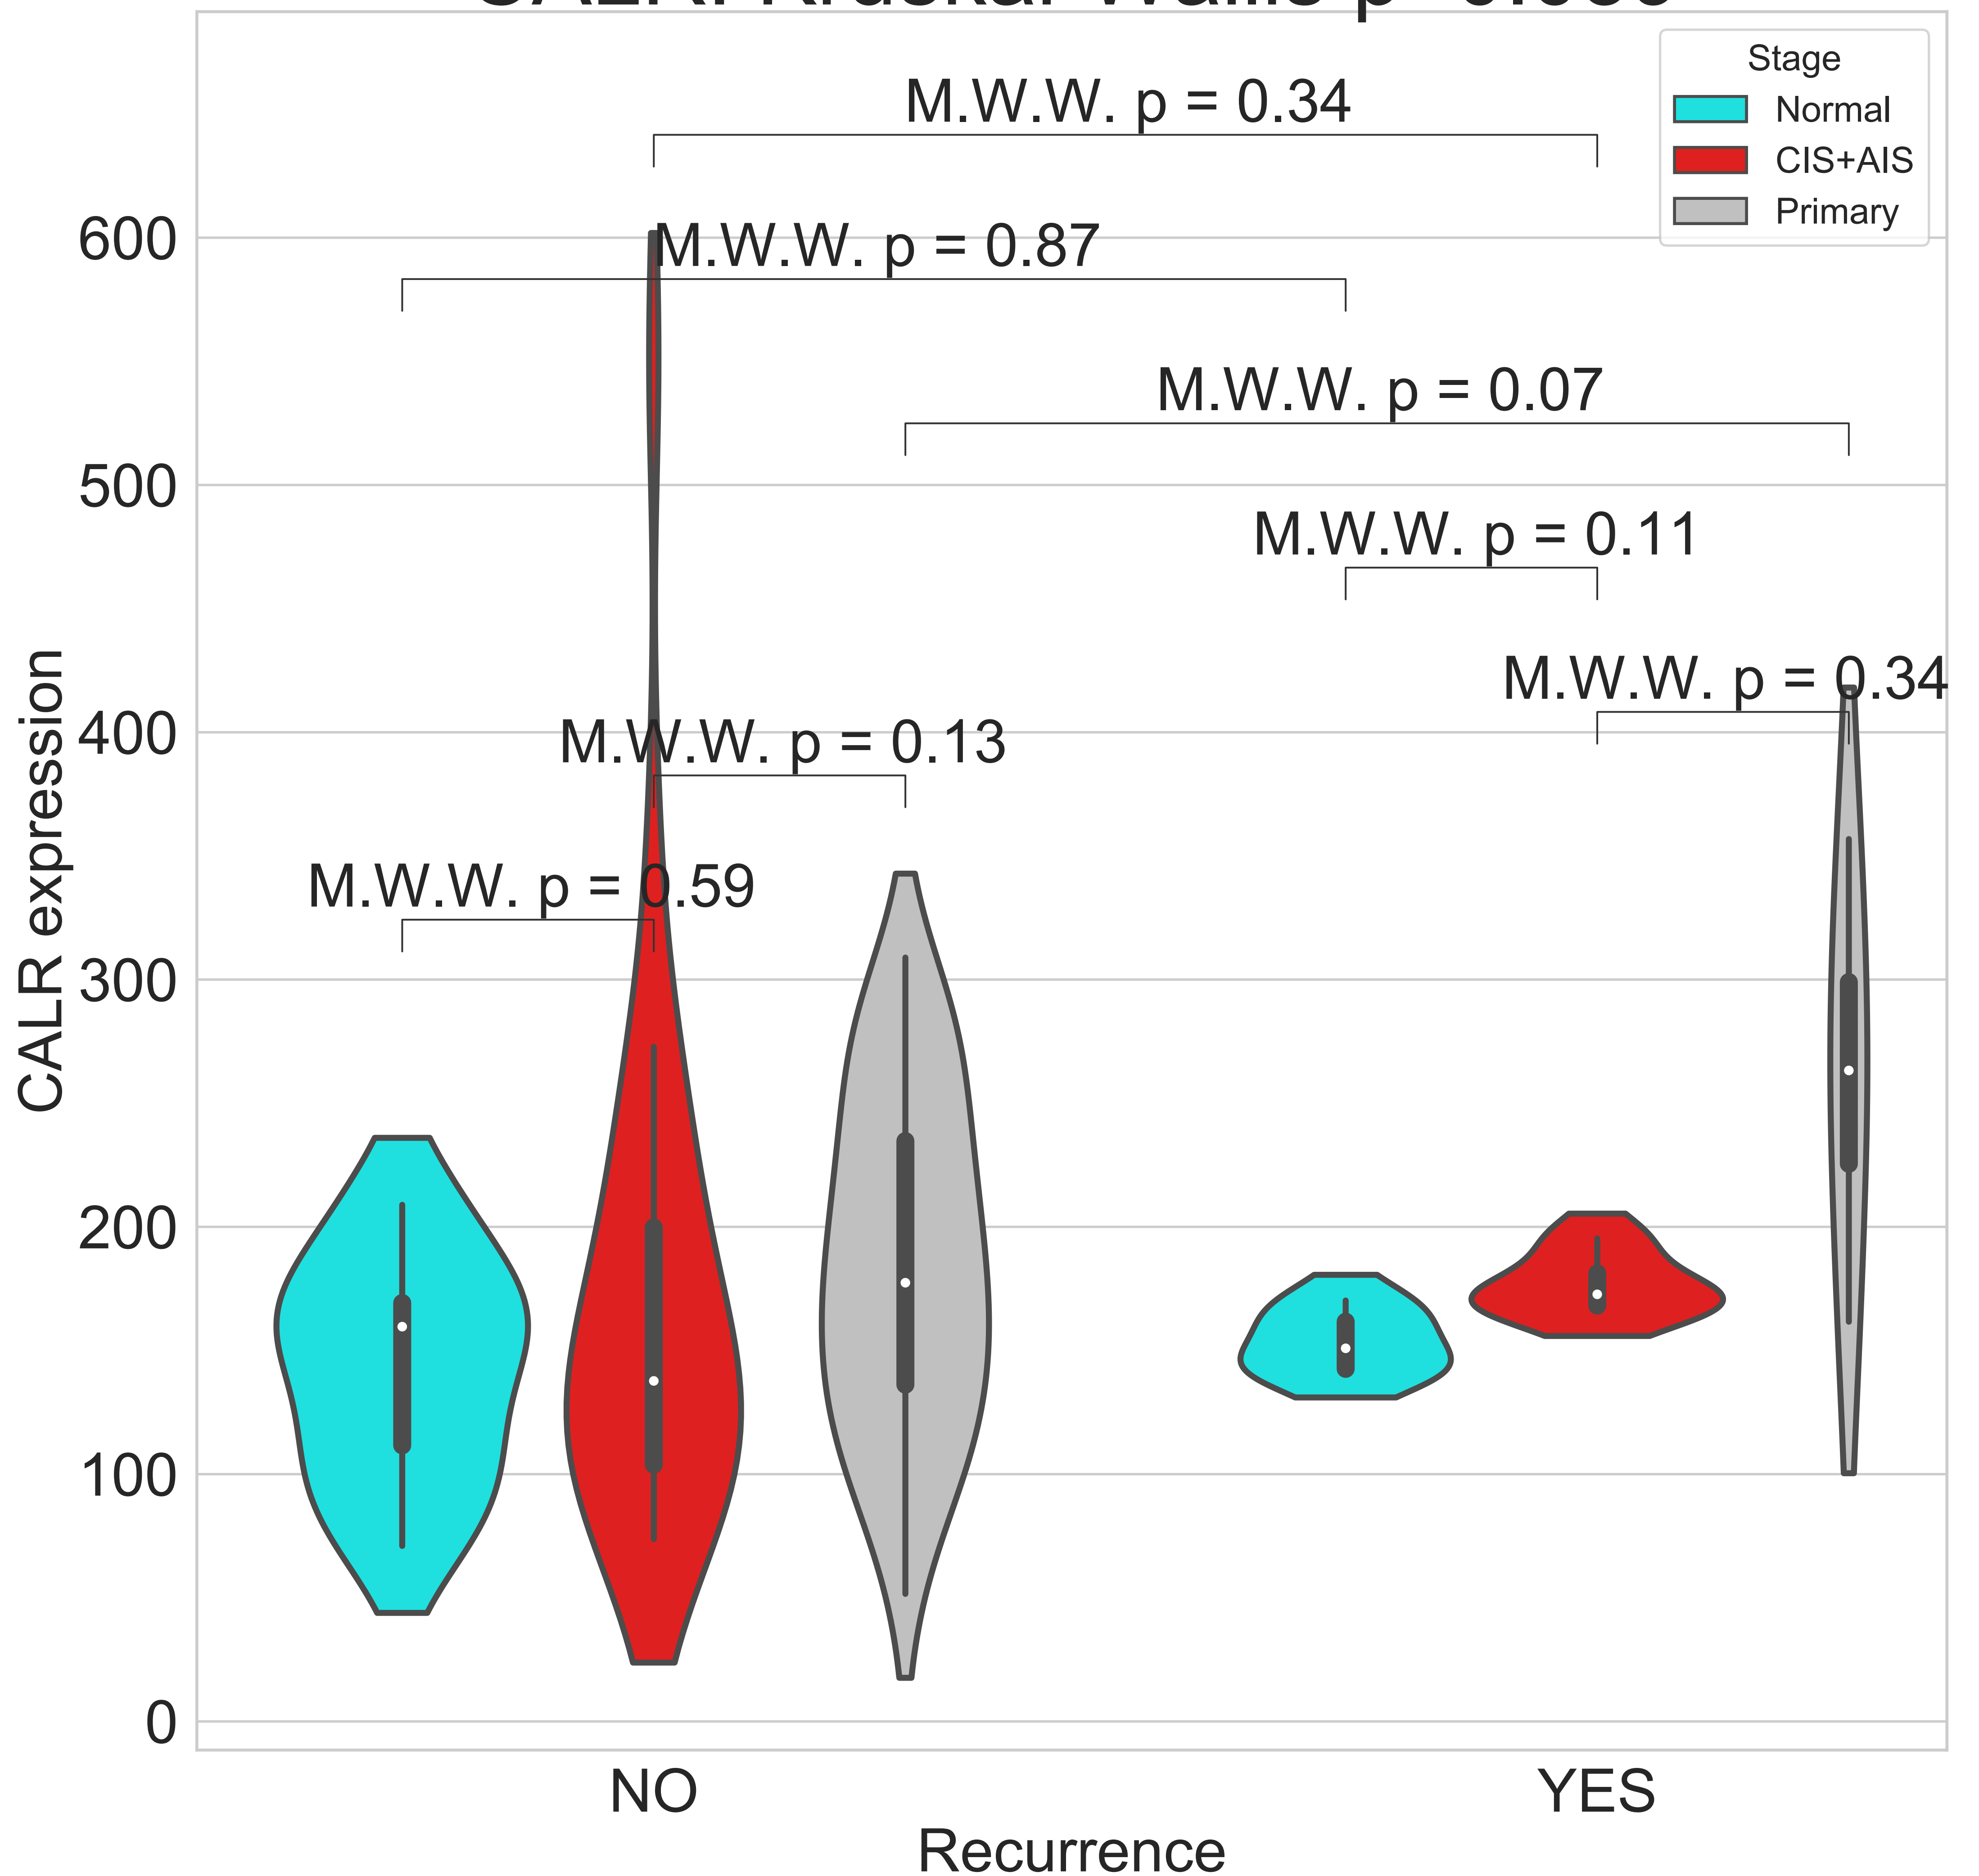 Stage
Normal
CIS+AIS
Primary
M.W.W. p = 0.34
M.W.W. p = 0.87
M.W.W. p = 0.07
M.W.W. p = 0.11
M.W.W. p = 0.34
M.W.W. p = 0.13
M.W.W. p = 0.59
600
500
400
300
200
100
0
CALR expression
NO
YES
Recurrence